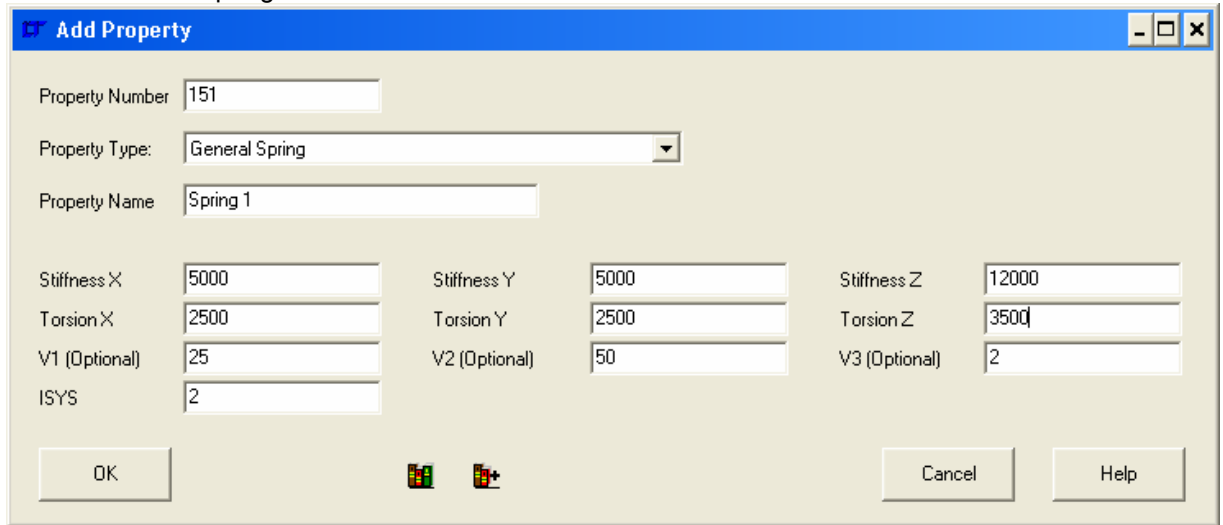 Add Property
Property Number 151
Property Type: General Spring
Property Name Spring 1
Stiffness X 5000 Stiffness Y 5000 Stiffness Z 12000
Torsion X 2500 Torsion Y 2500 Torsion Z 3500
V1 (Optional) 25 V2 (Optional) 50 V3 (Optional) 2
ISYS 2
OK Cancel Help